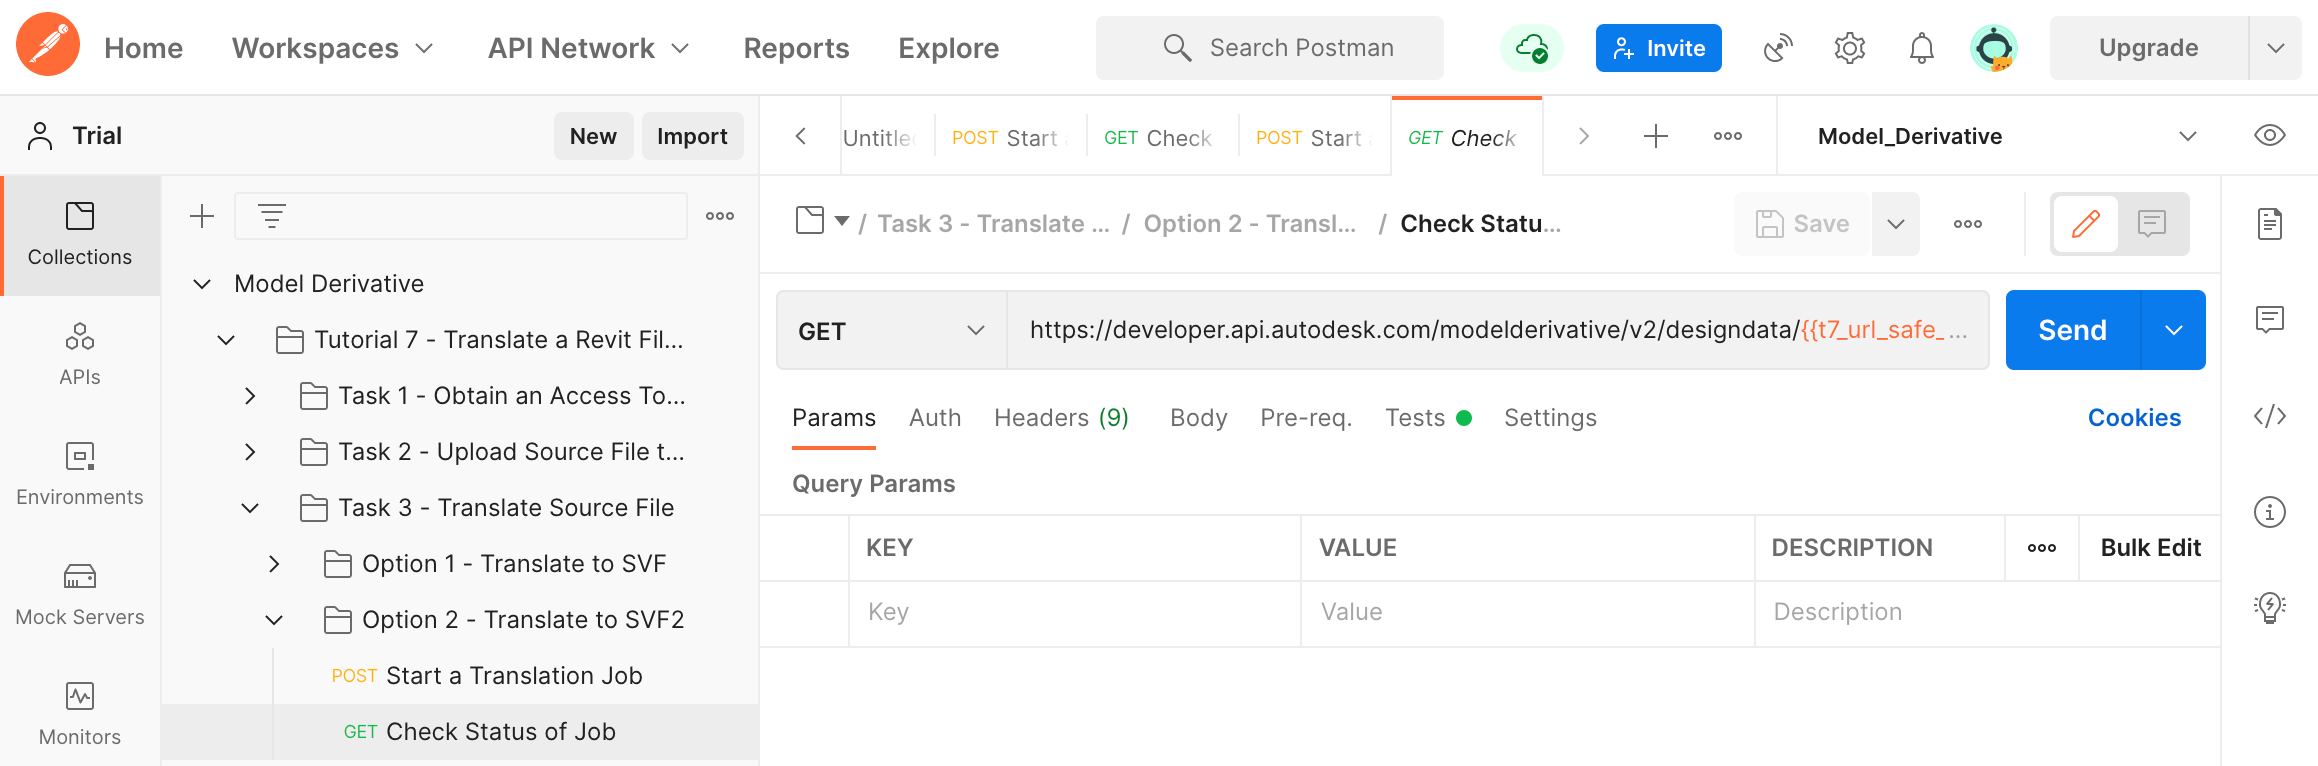 Home Workspaces API Network Reports Explore Search Postman Invite Upgrade
Trial New Import
Untitle POST Start GET Check POST Start GET Check Model_Derivative
Collections
APIs
Environments
Mock Servers
Monitors
Model Derivative
Tutorial 7 - Translate a Revit Fil...
Task 1 - Obtain an Access To...
Task 2 - Upload Source File t...
Task 3 - Translate Source File
Option 1 - Translate to SVF
Option 2 - Translate to SVF2
POST Start a Translation Job
GET Check Status of Job
/ Task 3 - Translate ... / Option 2 - Transl... / Check Statu... Save
GET https://developer.api.autodesk.com/modelderivative/v2/designdata/{{t7_url_safe_ ... Send
Params Auth Headers (9) Body Pre-req. Tests Settings Cookies
Query Params
KEY VALUE DESCRIPTION Bulk Edit
Key Value Description